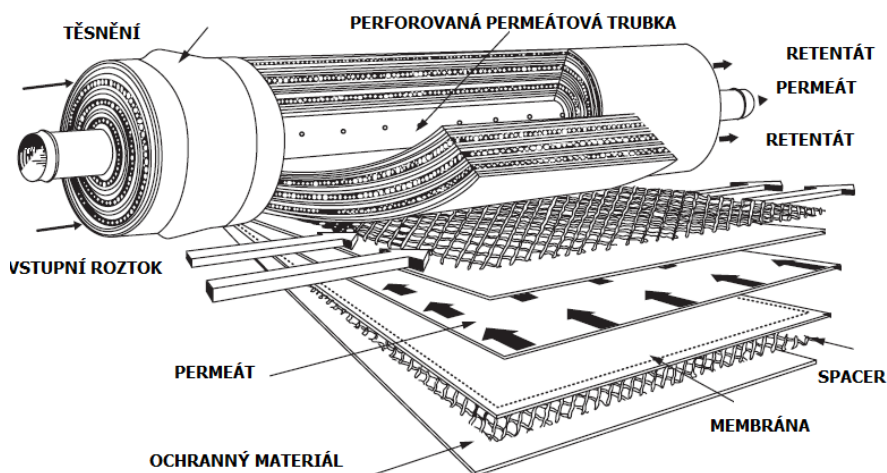 TĚSNĚNÍ
PERFOROVANÁ PERMEÁTOVÁ TRUBKA
RETENTÁT
PERMEÁT
RETENTÁT
VSTUPNÍ ROZTOK
PERMEÁT
SPACER
MEMBRÁNA
OCHRANNÝ MATERIÁL